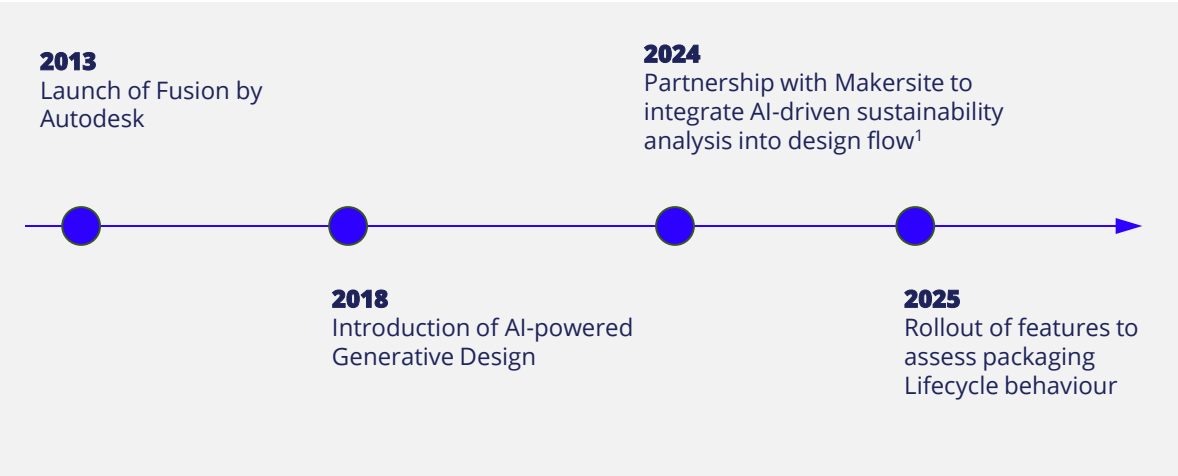 2013
Launch of Fusion by
Autodesk
2018
Introduction of AI-powered
Generative Design
2024
Partnership with Makersite to
integrate AI-driven sustainability
analysis into design flow¹
2025
Rollout of features to
assess packaging
Lifecycle behaviour